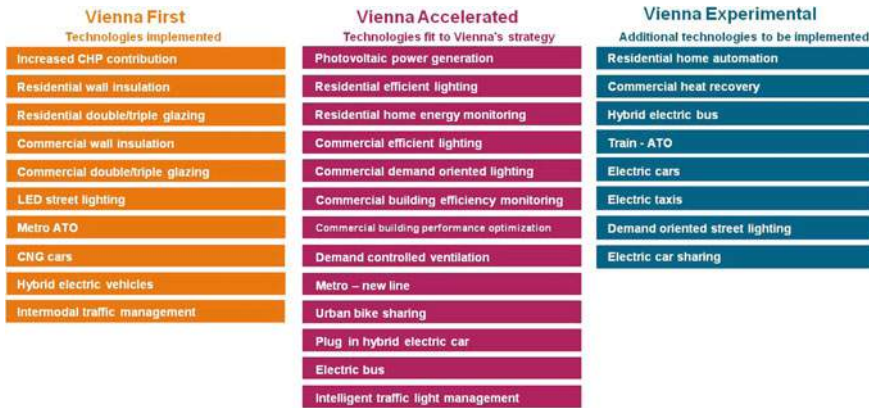 Vienna First
Technologies implemented
Increased CHP contribution
Residential wall insulation
Residential double/triple glazing
Commercial wall insulation
Commercial double/triple glazing
LED street lighting
Metro ATO
CNG cars
Hybrid electric vehicles
Intermodal traffic management
Vienna Accelerated
Technologies fit to Vienna's strategy
Photovoltaic power generation
Residential efficient lighting
Residential home energy monitoring
Commercial efficient lighting
Commercial demand oriented lighting
Commercial building efficiency monitoring
Commercial building performance optimization
Demand controlled ventilation
Metro – new line
Urban bike sharing
Plug in hybrid electric car
Electric bus
Intelligent traffic light management
Vienna Experimental
Additional technologies to be implemented
Residential home automation
Commercial heat recovery
Hybrid electric bus
Train - ATO
Electric cars
Electric taxis
Demand oriented street lighting
Electric car sharing